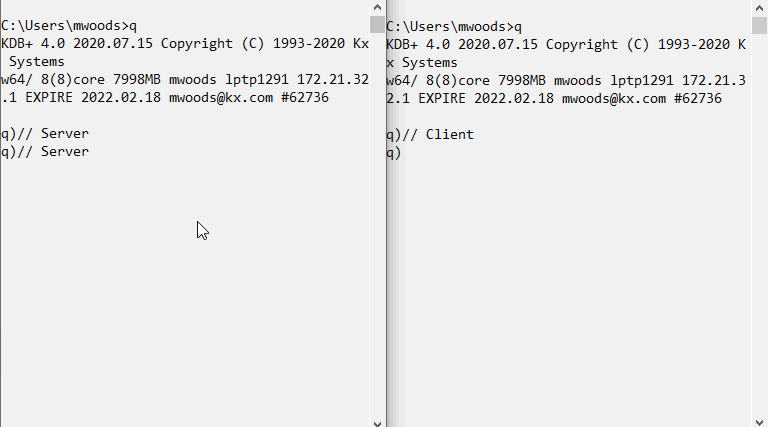 C:\Users\mwoods>q
KDB+ 4.0 2020.07.15 Copyright (C) 1993-2020 Kx
 Systems
w64/ 8(8)core 7998MB mwoods lptp1291 172.21.32
.1 EXPIRE 2022.02.18 mwoods@kx.com #62736
q)// Server
q)// Server
C:\Users\mwoods>q
KDB+ 4.0 2020.07.15 Copyright (C) 1993-2020 K
x Systems
w64/ 8(8)core 7998MB mwoods lptp1291 172.21.3
2.1 EXPIRE 2022.02.18 mwoods@kx.com #62736
q)// Client
q)